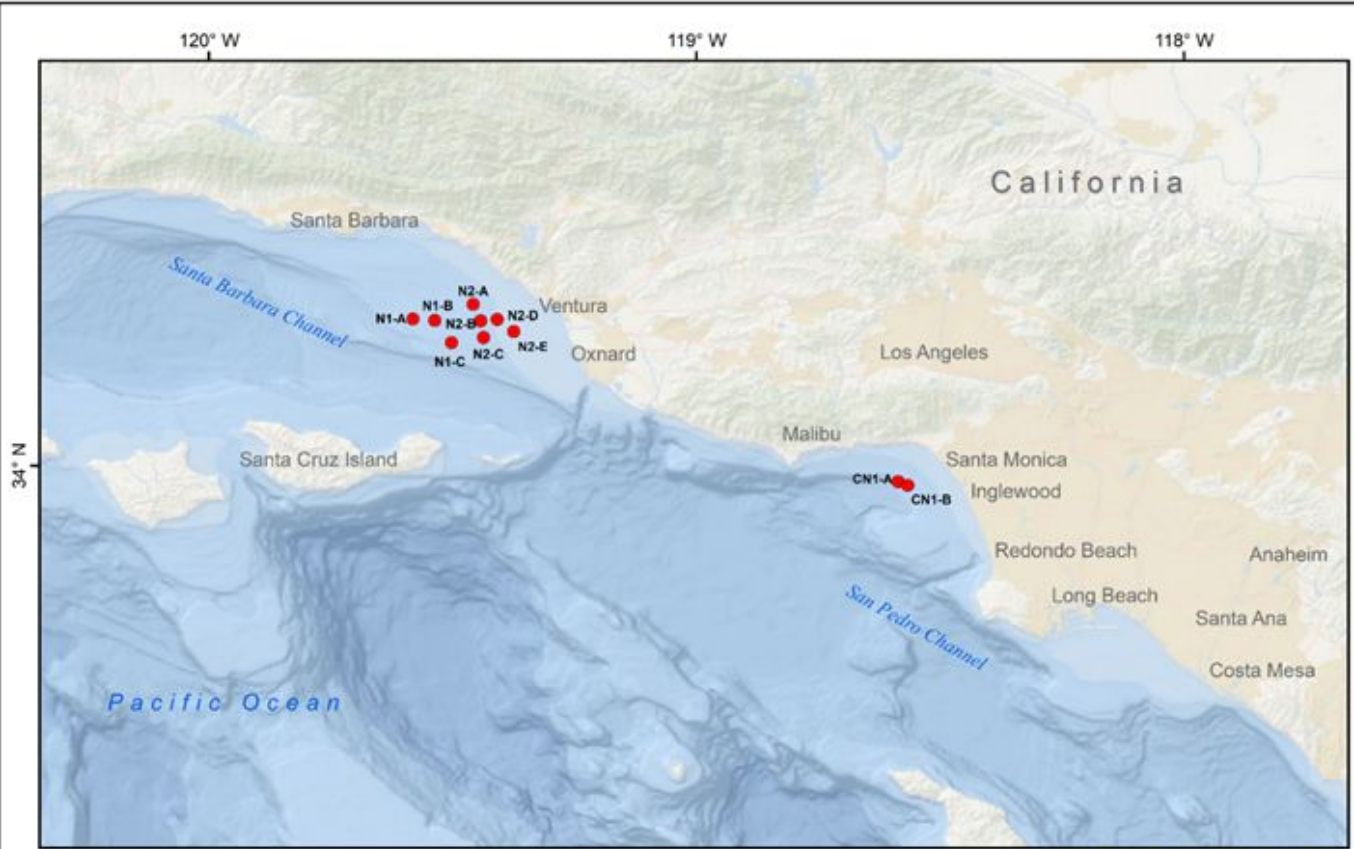 120° W
119° W
118° W
California
Santa Barbara
Santa Barbara Channel
N2-A
N1-B
Ventura
N1-A
N2-B
N2-D
N2-E
N1-C
N2-C
Oxnard
Los Angeles
Malibu
34° N
Santa Cruz Island
Santa Monica
CN1-A
Inglewood
CN1-B
Redondo Beach
Anaheim
Long Beach
San Pedro Channel
Santa Ana
Costa Mesa
Pacific Ocean